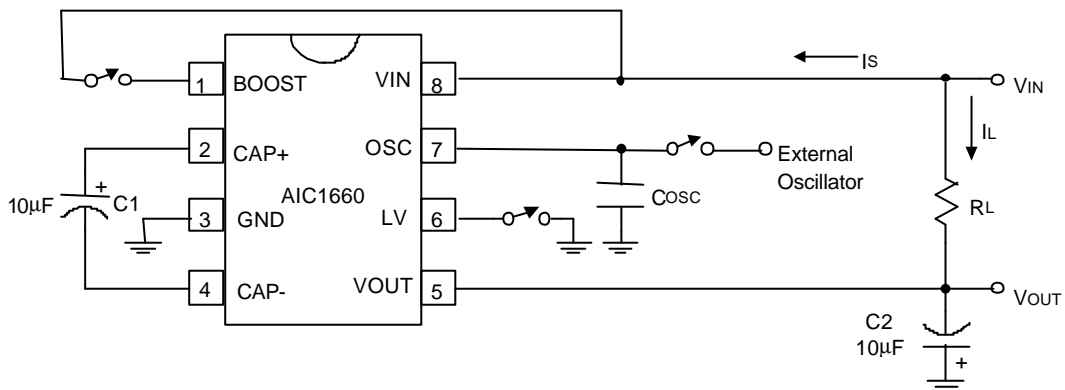 IS
VIN
1
BOOST
VIN
8
IL
2
CAP+
OSC
7
External
Oscillator
10µF
+
C1
AIC1660
COSC
RL
3
GND
LV
6
4
CAP-
VOUT
5
VOUT
C2
10µF
+